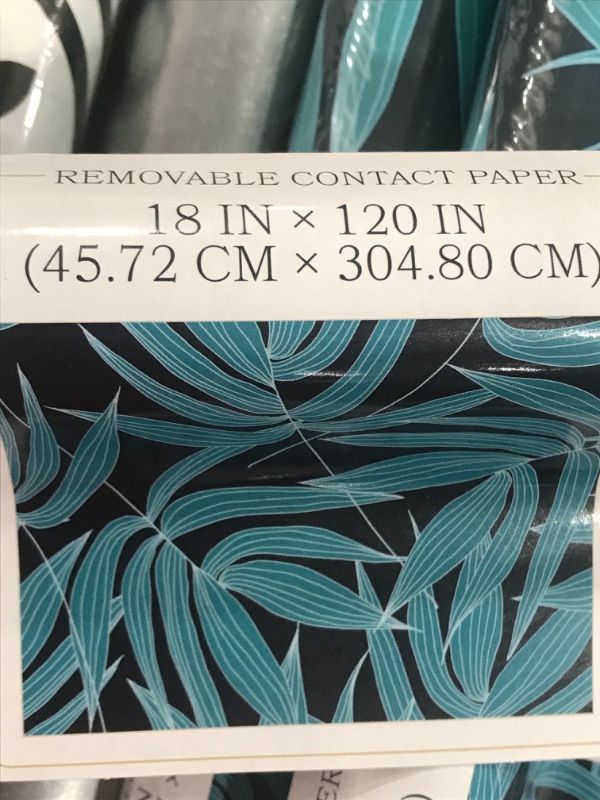 REMOVABLE CONTACT PAPER
18 IN × 120 IN
(45.72 CM × 304.80 CM)